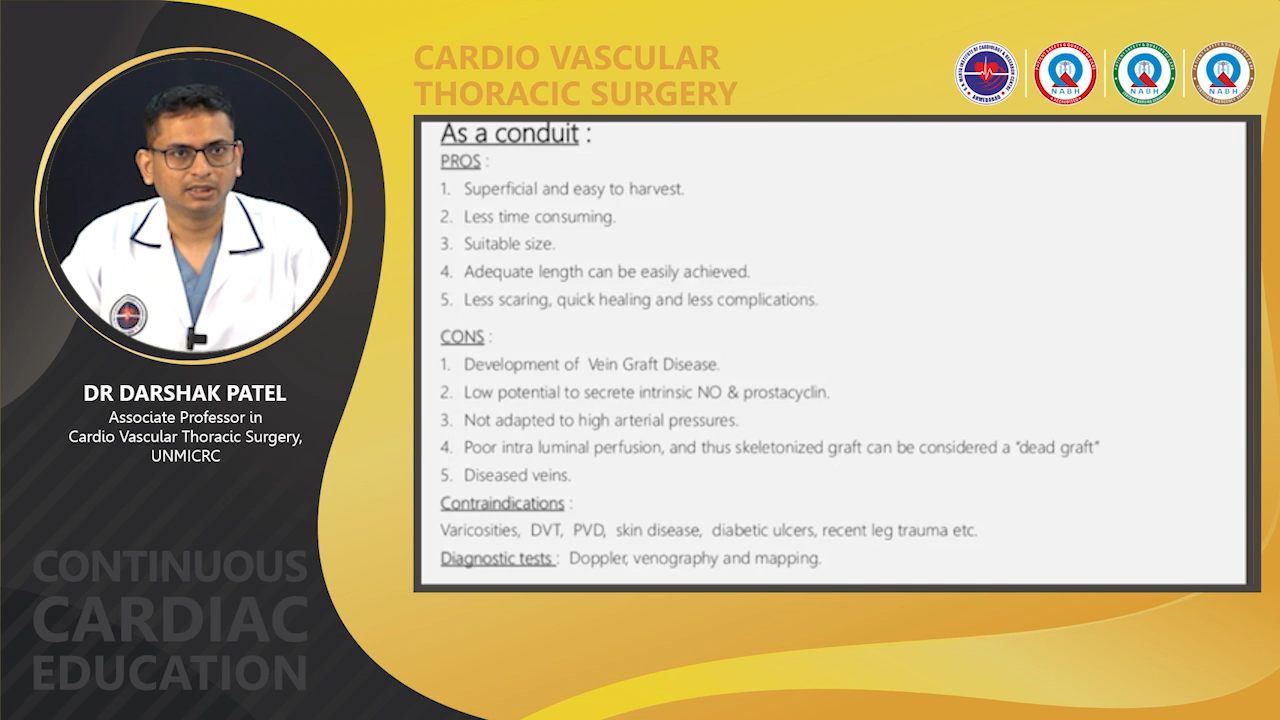 CARDIO VASCULAR
THORACIC SURGERY
NABH
NABH
NABH
As a conduit :
PROS :
1. Superficial and easy to harvest.
2. Less time consuming.
3. Suitable size.
4. Adequate length can be easily achieved.
5. Less scaring, quick healing and less complications.
CONS :
1. Development of Vein Graft Disease.
2. Low potential to secrete intrinsic NO & prostacyclin.
3. Not adapted to high arterial pressures.
4. Poor intra luminal perfusion, and thus skeletonized graft can be considered a “dead graft”
5. Diseased veins.
Contraindications :
Varicosities, DVT, PVD, skin disease, diabetic ulcers, recent leg trauma etc.
Diagnostic tests : Doppler, venography and mapping.
DR DARSHAK PATEL
Associate Professor in
Cardio Vascular Thoracic Surgery,
UNMICRC
CONTINUOUS
CARDIAC
EDUCATION